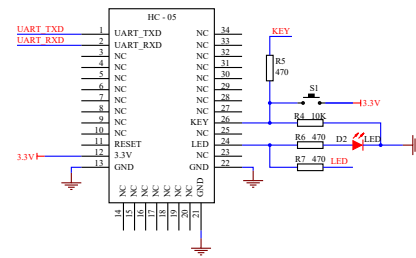 HC - 05
UART_TXD 1 UART_TXD NC 34 KEY
UART_RXD 2 UART_RXD NC 33
3 NC NC 32
4 NC NC 31 R5
5 NC NC 30 470
6 NC NC 29 S1
7 NC NC 28
8 NC NC 27 3.3V
9 NC NC 27 R4 10K
10 NC KEY 26
11 RESET NC 25 R6 470 D2 LED
3.3V 12 3.3V LED 24
13 GND NC 23 R7 470 LED
GND 22
NC NC NC NC NC NC NC GND
14 15 16 17 18 19 20 21